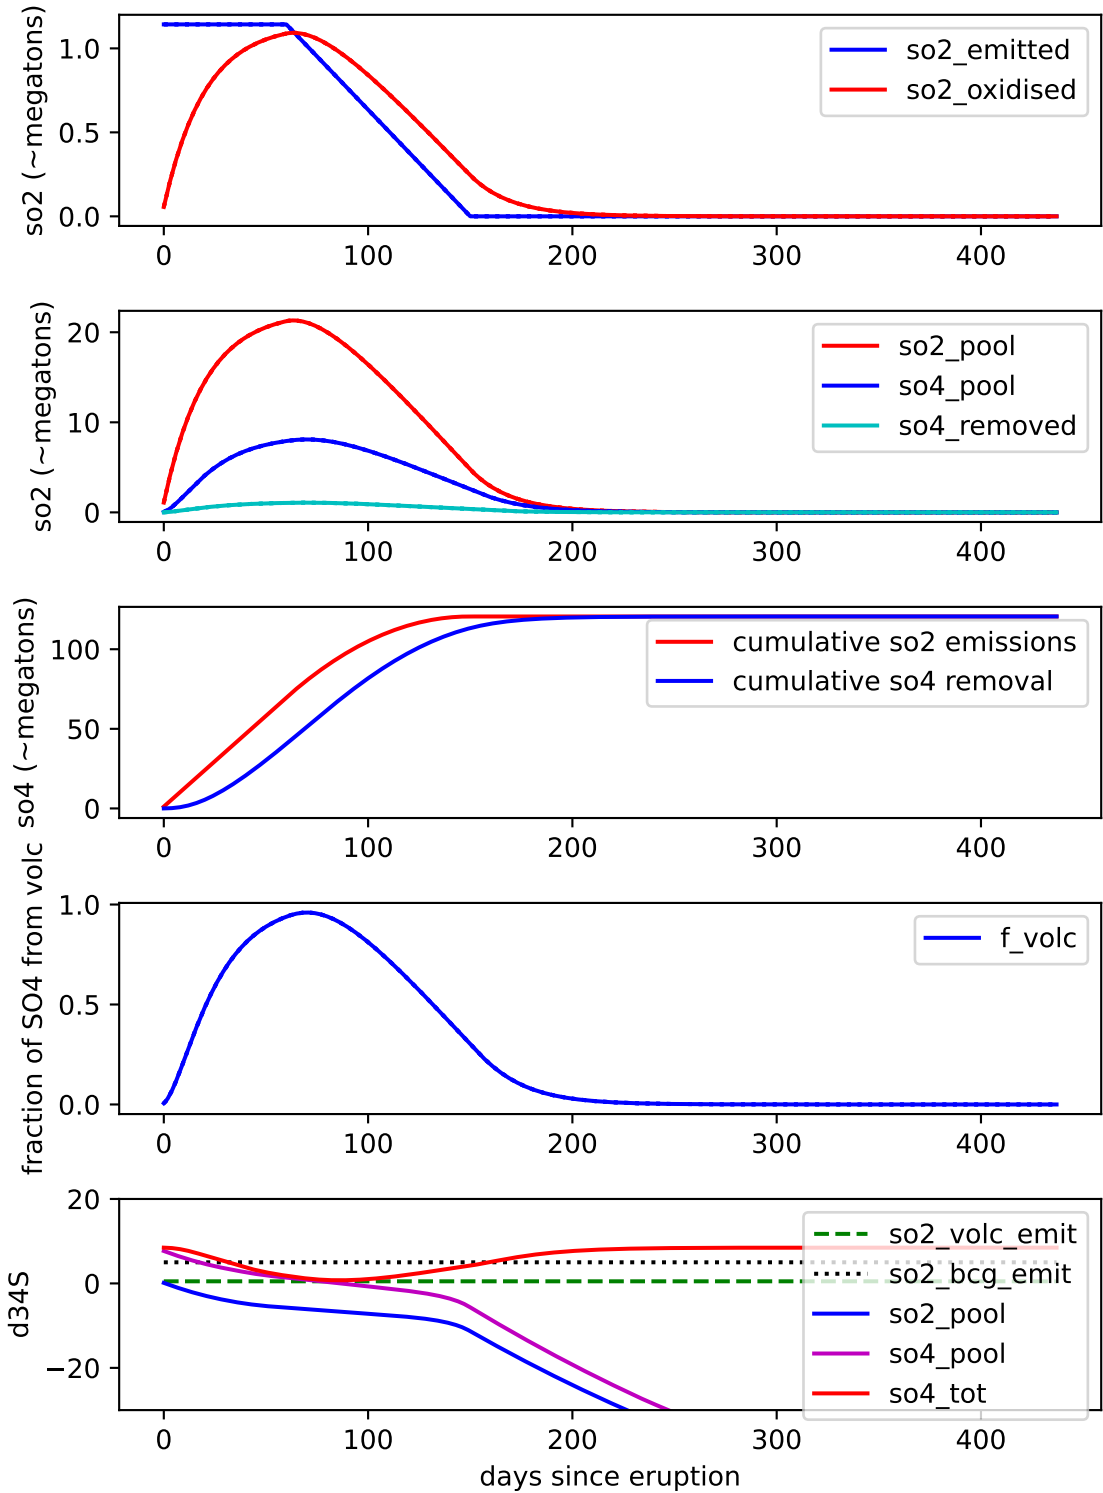 so2 (~megatons)
1.0
0.5
0.0
so2_emitted
so2_oxidised
0 100 200 300 400
so2 (~megatons)
20
10
0
so2_pool
so4_pool
so4_removed
0 100 200 300 400
so4 (~megatons)
100
50
0
cumulative so2 emissions
cumulative so4 removal
0 100 200 300 400
fraction of SO4 from volc
1.0
0.5
0.0
f_volc
0 100 200 300 400
d34S
20
0
−20
so2_volc_emit
so2_bcg_emit
so2_pool
so4_pool
so4_tot
0 100 200 300 400
days since eruption